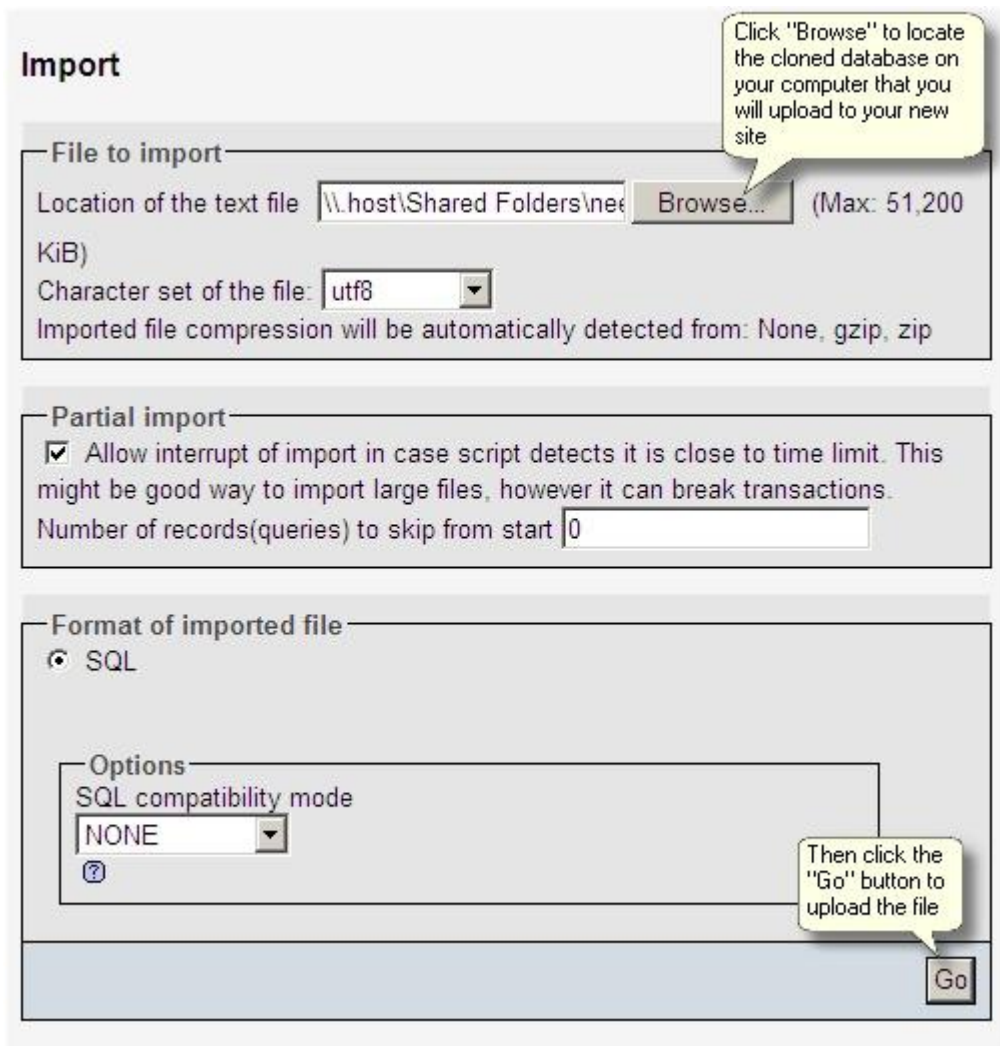 Import
Click "Browse" to locate
the cloned database on
your computer that you
will upload to your new
site
File to import
Location of the text file \\.host\Shared Folders\nee Browse... (Max: 51,200
KiB)
Character set of the file: utf8
Imported file compression will be automatically detected from: None, gzip, zip
Partial import
Allow interrupt of import in case script detects it is close to time limit. This
might be good way to import large files, however it can break transactions.
Number of records(queries) to skip from start 0
Format of imported file
SQL
Options
SQL compatibility mode
NONE
?
Then click the
"Go" button to
upload the file
Go